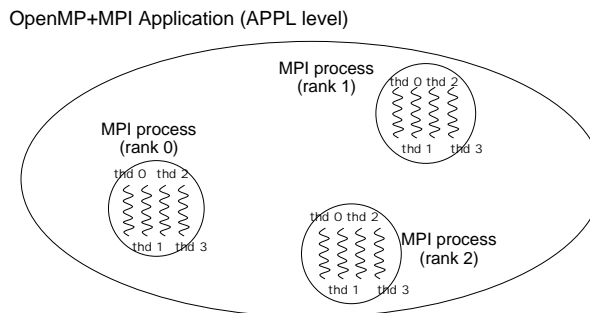 OpenMP+MPI Application (APPL level)
MPI process
(rank 1)
thd 0 thd 2
thd 1 thd 3
MPI process
(rank 0)
thd 0 thd 2
thd 1 thd 3
thd 0 thd 2
thd 1 thd 3
MPI process
(rank 2)